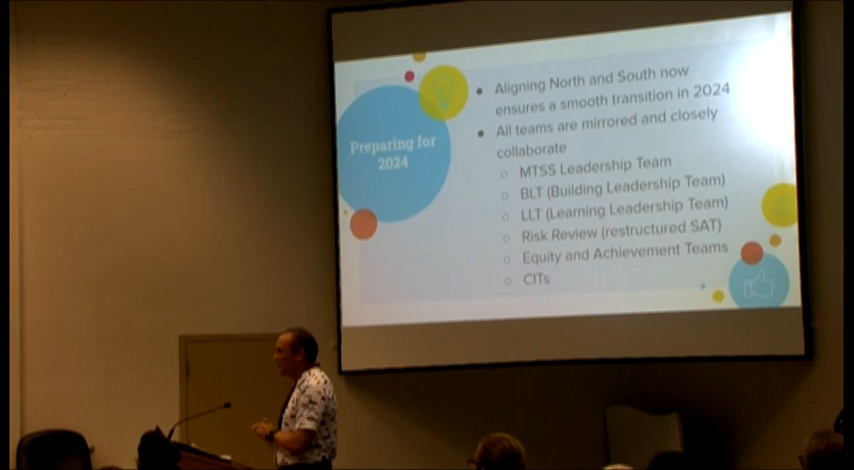 Preparing for
2024
Aligning North and South now
ensures a smooth transition in 2024
All teams are mirrored and closely
collaborate
MTSS Leadership Team
BLT (Building Leadership Team)
LLT (Learning Leadership Team)
Risk Review (restructured SAT)
Equity and Achievement Teams
CITs